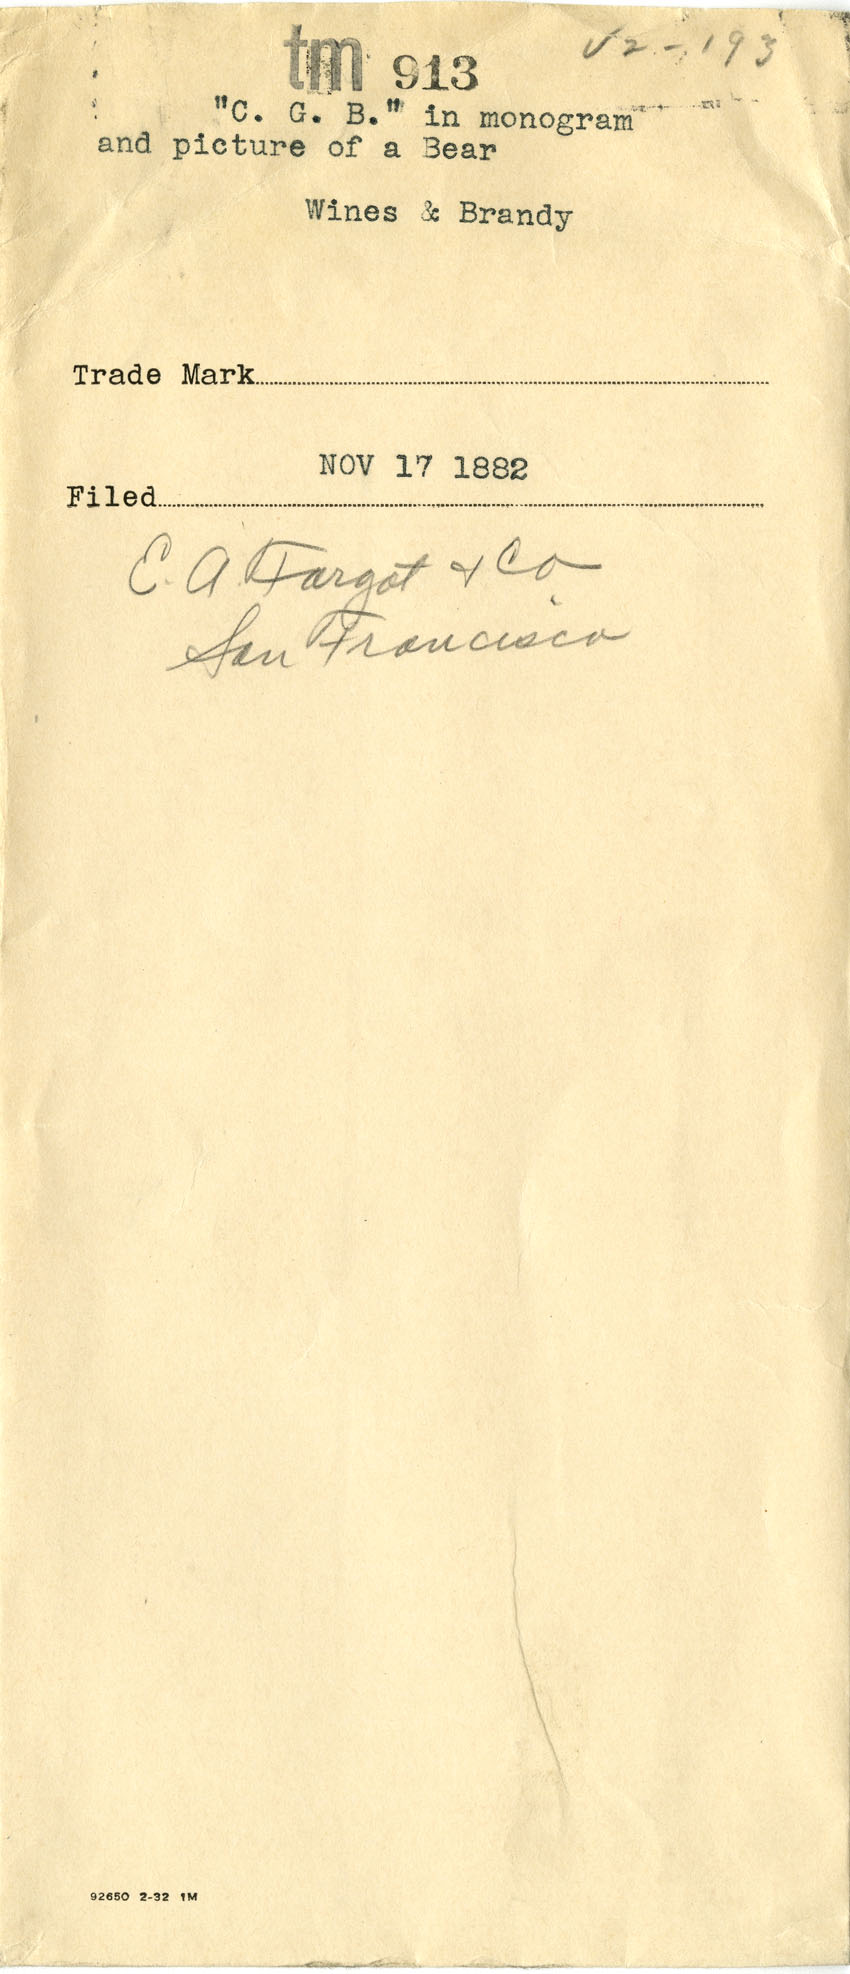 tm 913
V2-193
"C. G. B." in monogram
and picture of a Bear
Wines & Brandy
Trade Mark
NOV 17 1882
Filed
E. A. Fargot & Co
San Francisco
92650 2-32 1M